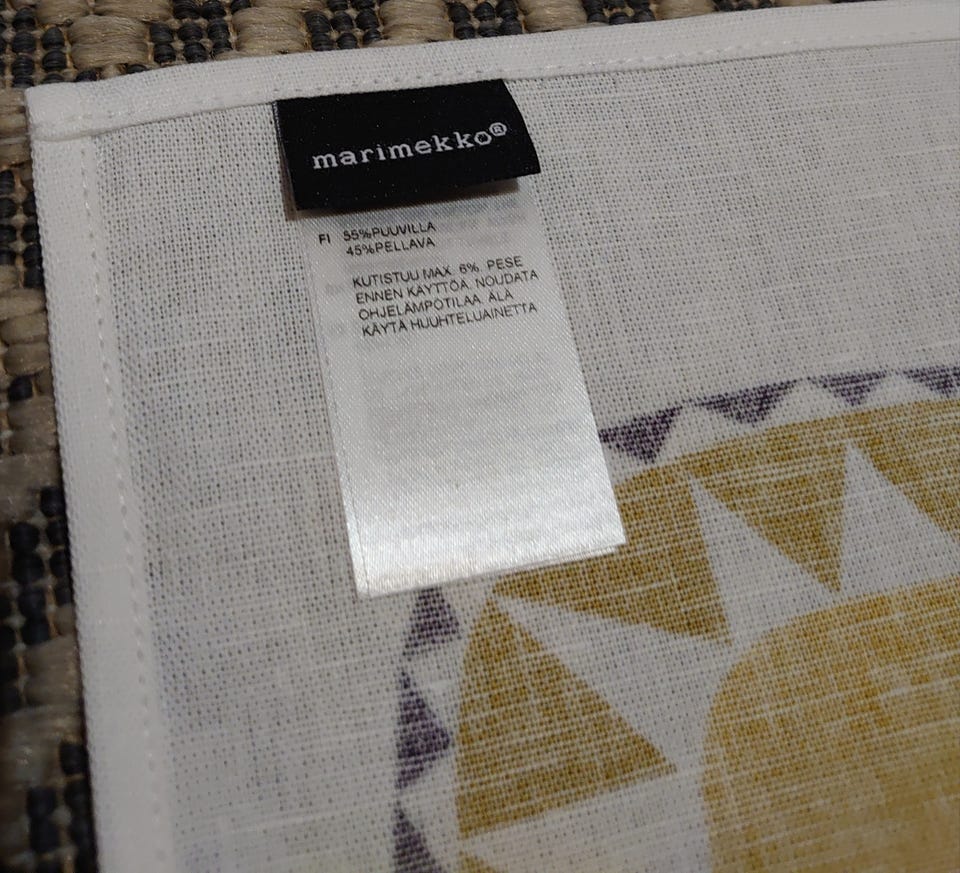 marimekko®
FI 55%PUUVILLA
45%PELLAVA
KUTISTUU MAX. 6%. PESE
ENNEN KÄYTTÖÄ. NOUDATA
OHJELÄMPÖTILAA. ÄLÄ
KÄYTÄ HUUHTELUAINETTA